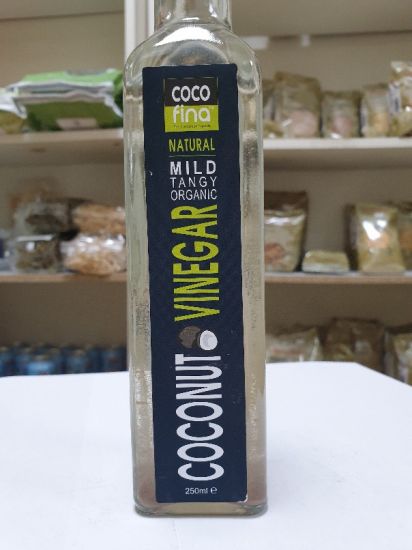 COCO
fina
NATURAL
MILD
TANGY
ORGANIC
COCONUT VINEGAR
250ml e